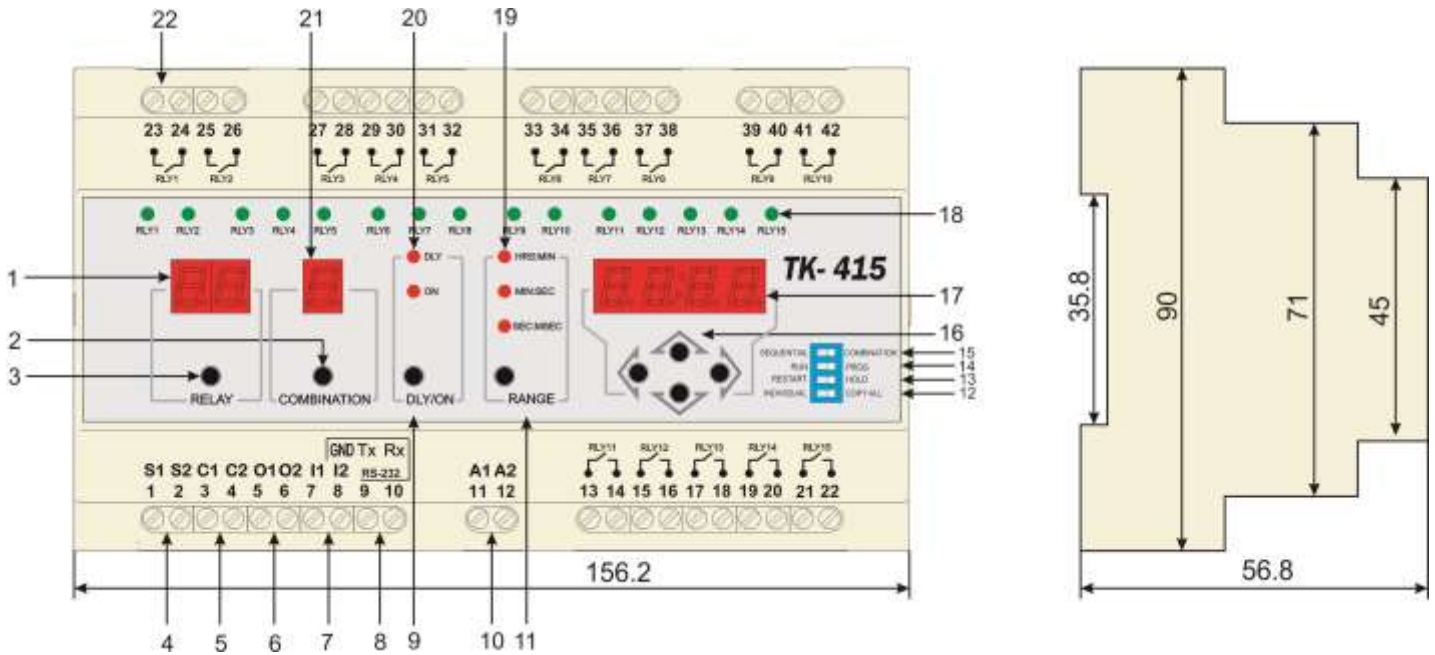 22 21 20 19
23 24 25 26 27 28 29 30 31 32 33 34 35 36 37 38 39 40 41 42
RLY1 RLY2 RLY3 RLY4 RLY5 RLY6 RLY7 RLY8 RLY9 RLY10
18
RLY1 RLY2 RLY3 RLY4 RLY5 RLY6 RLY7 RLY8 RLY9 RLY10 RLY11 RLY12 RLY13 RLY14 RLY15
DLY HRS:MIN
TK- 415
1
ON MIN:SEC
17
SEC:MSEC
2
16
SEQUENTIAL COMBINATION 15
RUN PROG 14
3
RESTART HOLD 13
INDIVIDUAL COPY ALL 12
RELAY COMBINATION DLY/ON RANGE
GND Tx Rx
RLY11 RLY12 RLY13 RLY14 RLY15
S1 S2 C1 C2 O1 O2 I1 I2 RS-232 A1 A2
1 2 3 4 5 6 7 8 9 10 11 12 13 14 15 16 17 18 19 20 21 22
156.2
4 5 6 7 8 9 10 11
35.8
90
71
45
56.8